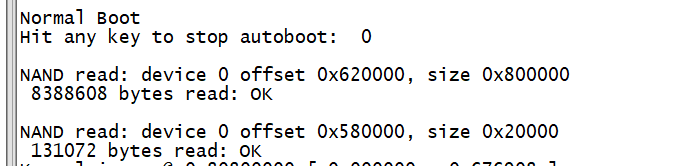 Normal Boot
Hit any key to stop autoboot:  0
NAND read: device 0 offset 0x620000, size 0x800000
 8388608 bytes read: OK
NAND read: device 0 offset 0x580000, size 0x20000
 131072 bytes read: OK